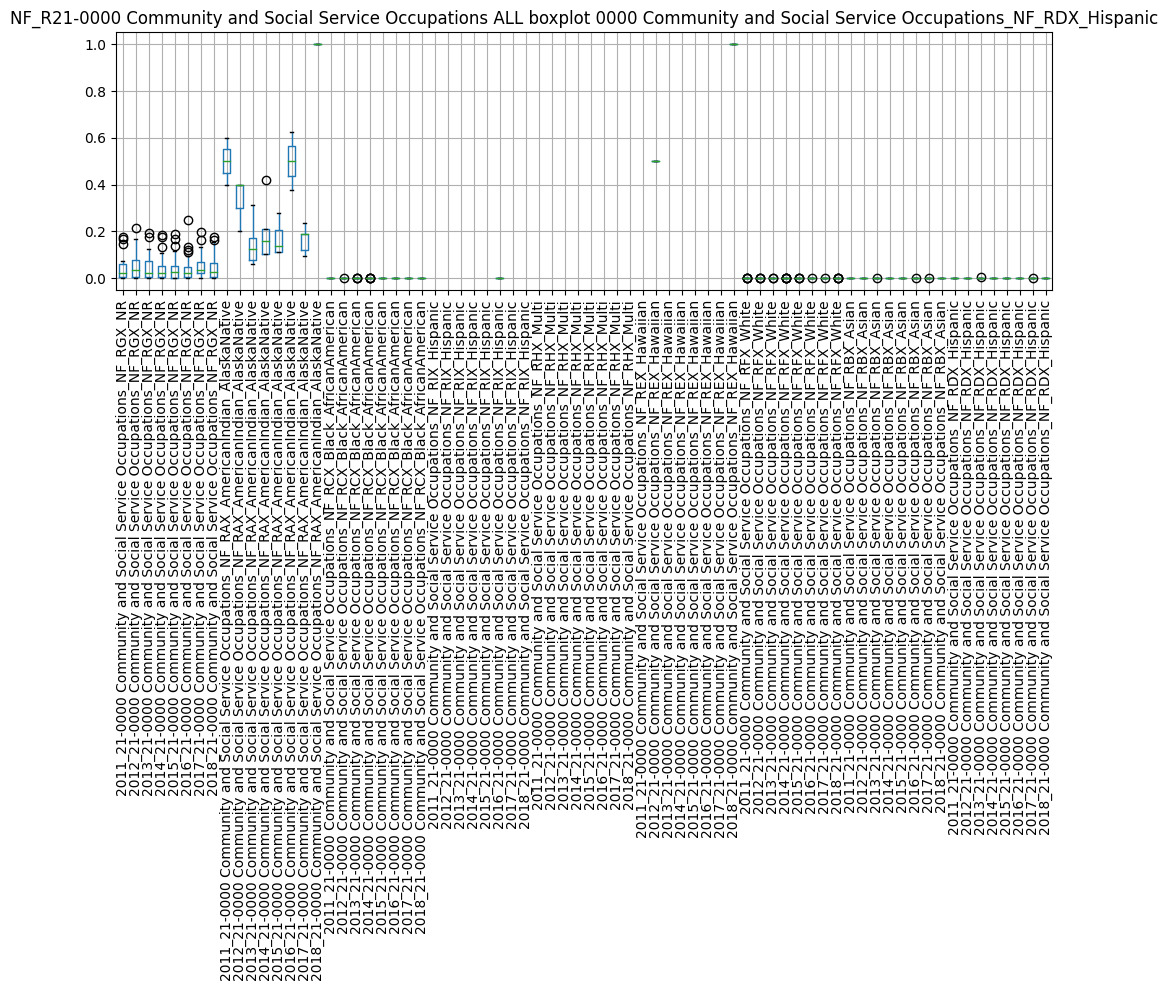 NF_R21-0000 Community and Social Service Occupations ALL boxplot 0000 Community and Social Service Occupations_NF_RDX_Hispanic
1.0
0.8
0.6
0.4
0.2
0.0
2011_21-0000 Community and Social Service Occupations_NF_RGX_NR
2012_21-0000 Community and Social Service Occupations_NF_RGX_NR
2013_21-0000 Community and Social Service Occupations_NF_RGX_NR
2014_21-0000 Community and Social Service Occupations_NF_RGX_NR
2015_21-0000 Community and Social Service Occupations_NF_RGX_NR
2016_21-0000 Community and Social Service Occupations_NF_RGX_NR
2017_21-0000 Community and Social Service Occupations_NF_RGX_NR
2018_21-0000 Community and Social Service Occupations_NF_RGX_NR
2011_21-0000 Community and Social Service Occupations_NF_RAX_AmericanIndian_AlaskaNative
2012_21-0000 Community and Social Service Occupations_NF_RAX_AmericanIndian_AlaskaNative
2013_21-0000 Community and Social Service Occupations_NF_RAX_AmericanIndian_AlaskaNative
2014_21-0000 Community and Social Service Occupations_NF_RAX_AmericanIndian_AlaskaNative
2015_21-0000 Community and Social Service Occupations_NF_RAX_AmericanIndian_AlaskaNative
2016_21-0000 Community and Social Service Occupations_NF_RAX_AmericanIndian_AlaskaNative
2017_21-0000 Community and Social Service Occupations_NF_RAX_AmericanIndian_AlaskaNative
2018_21-0000 Community and Social Service Occupations_NF_RAX_AmericanIndian_AlaskaNative
2011_21-0000 Community and Social Service Occupations_NF_RCX_Black_AfricanAmerican
2012_21-0000 Community and Social Service Occupations_NF_RCX_Black_AfricanAmerican
2013_21-0000 Community and Social Service Occupations_NF_RCX_Black_AfricanAmerican
2014_21-0000 Community and Social Service Occupations_NF_RCX_Black_AfricanAmerican
2015_21-0000 Community and Social Service Occupations_NF_RCX_Black_AfricanAmerican
2016_21-0000 Community and Social Service Occupations_NF_RCX_Black_AfricanAmerican
2017_21-0000 Community and Social Service Occupations_NF_RCX_Black_AfricanAmerican
2018_21-0000 Community and Social Service Occupations_NF_RCX_Black_AfricanAmerican
2011_21-0000 Community and Social Service Occupations_NF_RIX_Hispanic
2012_21-0000 Community and Social Service Occupations_NF_RIX_Hispanic
2013_21-0000 Community and Social Service Occupations_NF_RIX_Hispanic
2014_21-0000 Community and Social Service Occupations_NF_RIX_Hispanic
2015_21-0000 Community and Social Service Occupations_NF_RIX_Hispanic
2016_21-0000 Community and Social Service Occupations_NF_RIX_Hispanic
2017_21-0000 Community and Social Service Occupations_NF_RIX_Hispanic
2018_21-0000 Community and Social Service Occupations_NF_RIX_Hispanic
2011_21-0000 Community and Social Service Occupations_NF_RHX_Multi
2012_21-0000 Community and Social Service Occupations_NF_RHX_Multi
2013_21-0000 Community and Social Service Occupations_NF_RHX_Multi
2014_21-0000 Community and Social Service Occupations_NF_RHX_Multi
2015_21-0000 Community and Social Service Occupations_NF_RHX_Multi
2016_21-0000 Community and Social Service Occupations_NF_RHX_Multi
2017_21-0000 Community and Social Service Occupations_NF_RHX_Multi
2018_21-0000 Community and Social Service Occupations_NF_RHX_Multi
2011_21-0000 Community and Social Service Occupations_NF_REX_Hawaiian
2012_21-0000 Community and Social Service Occupations_NF_REX_Hawaiian
2013_21-0000 Community and Social Service Occupations_NF_REX_Hawaiian
2014_21-0000 Community and Social Service Occupations_NF_REX_Hawaiian
2015_21-0000 Community and Social Service Occupations_NF_REX_Hawaiian
2016_21-0000 Community and Social Service Occupations_NF_REX_Hawaiian
2017_21-0000 Community and Social Service Occupations_NF_REX_Hawaiian
2018_21-0000 Community and Social Service Occupations_NF_REX_Hawaiian
2011_21-0000 Community and Social Service Occupations_NF_RFX_White
2012_21-0000 Community and Social Service Occupations_NF_RFX_White
2013_21-0000 Community and Social Service Occupations_NF_RFX_White
2014_21-0000 Community and Social Service Occupations_NF_RFX_White
2015_21-0000 Community and Social Service Occupations_NF_RFX_White
2016_21-0000 Community and Social Service Occupations_NF_RFX_White
2017_21-0000 Community and Social Service Occupations_NF_RFX_White
2018_21-0000 Community and Social Service Occupations_NF_RFX_White
2011_21-0000 Community and Social Service Occupations_NF_RBX_Asian
2012_21-0000 Community and Social Service Occupations_NF_RBX_Asian
2013_21-0000 Community and Social Service Occupations_NF_RBX_Asian
2014_21-0000 Community and Social Service Occupations_NF_RBX_Asian
2015_21-0000 Community and Social Service Occupations_NF_RBX_Asian
2016_21-0000 Community and Social Service Occupations_NF_RBX_Asian
2017_21-0000 Community and Social Service Occupations_NF_RBX_Asian
2018_21-0000 Community and Social Service Occupations_NF_RBX_Asian
2011_21-0000 Community and Social Service Occupations_NF_RDX_Hispanic
2012_21-0000 Community and Social Service Occupations_NF_RDX_Hispanic
2013_21-0000 Community and Social Service Occupations_NF_RDX_Hispanic
2014_21-0000 Community and Social Service Occupations_NF_RDX_Hispanic
2015_21-0000 Community and Social Service Occupations_NF_RDX_Hispanic
2016_21-0000 Community and Social Service Occupations_NF_RDX_Hispanic
2017_21-0000 Community and Social Service Occupations_NF_RDX_Hispanic
2018_21-0000 Community and Social Service Occupations_NF_RDX_Hispanic